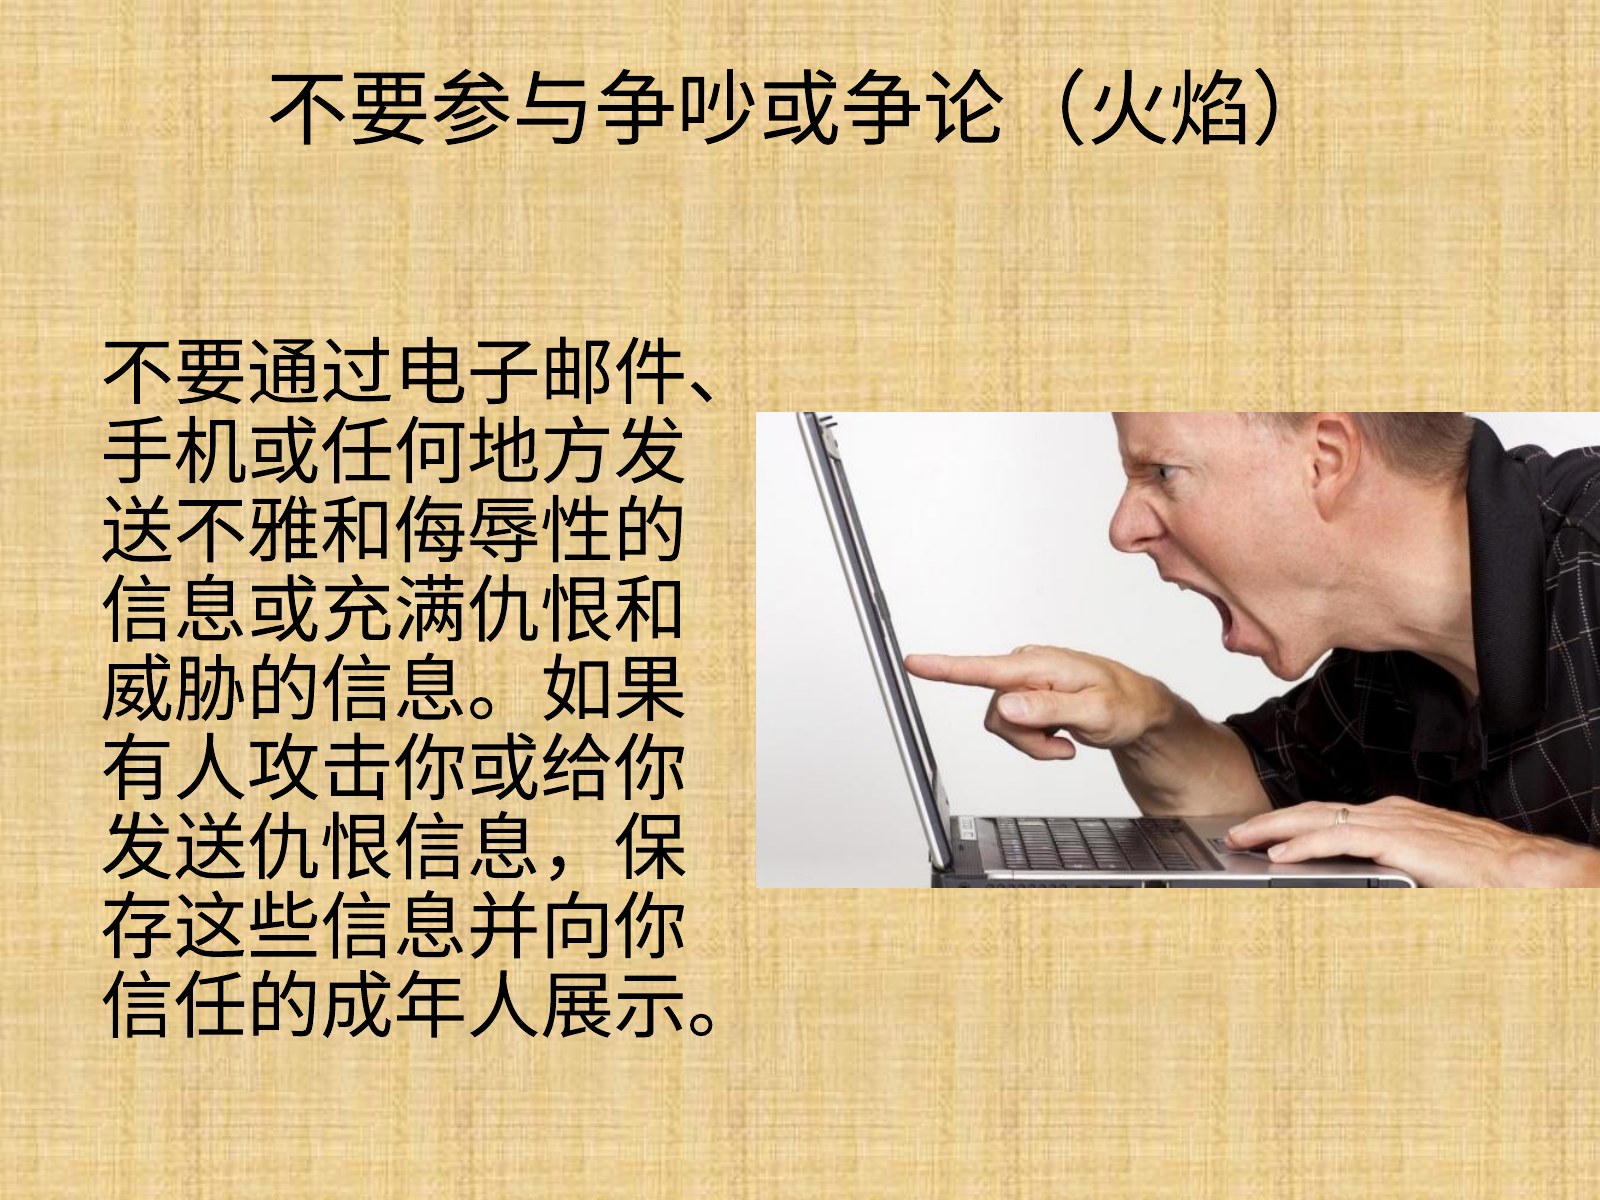 不要参与争吵或争论（火焰）
不要通过电子邮件、
手机或任何地方发
送不雅和侮辱性的
信息或充满仇恨和
威胁的信息。如果
有人攻击你或给你
发送仇恨信息，保
存这些信息并向你
信任的成年人展示。